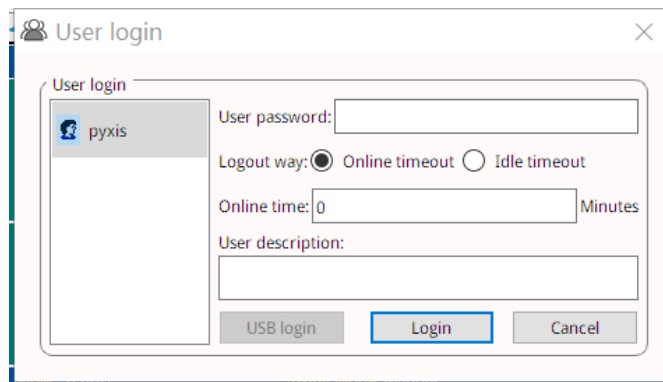 User login
User login
pyxis
User password:
Logout way: Online timeout Idle timeout
Online time: 0 Minutes
User description:
USB login Login Cancel